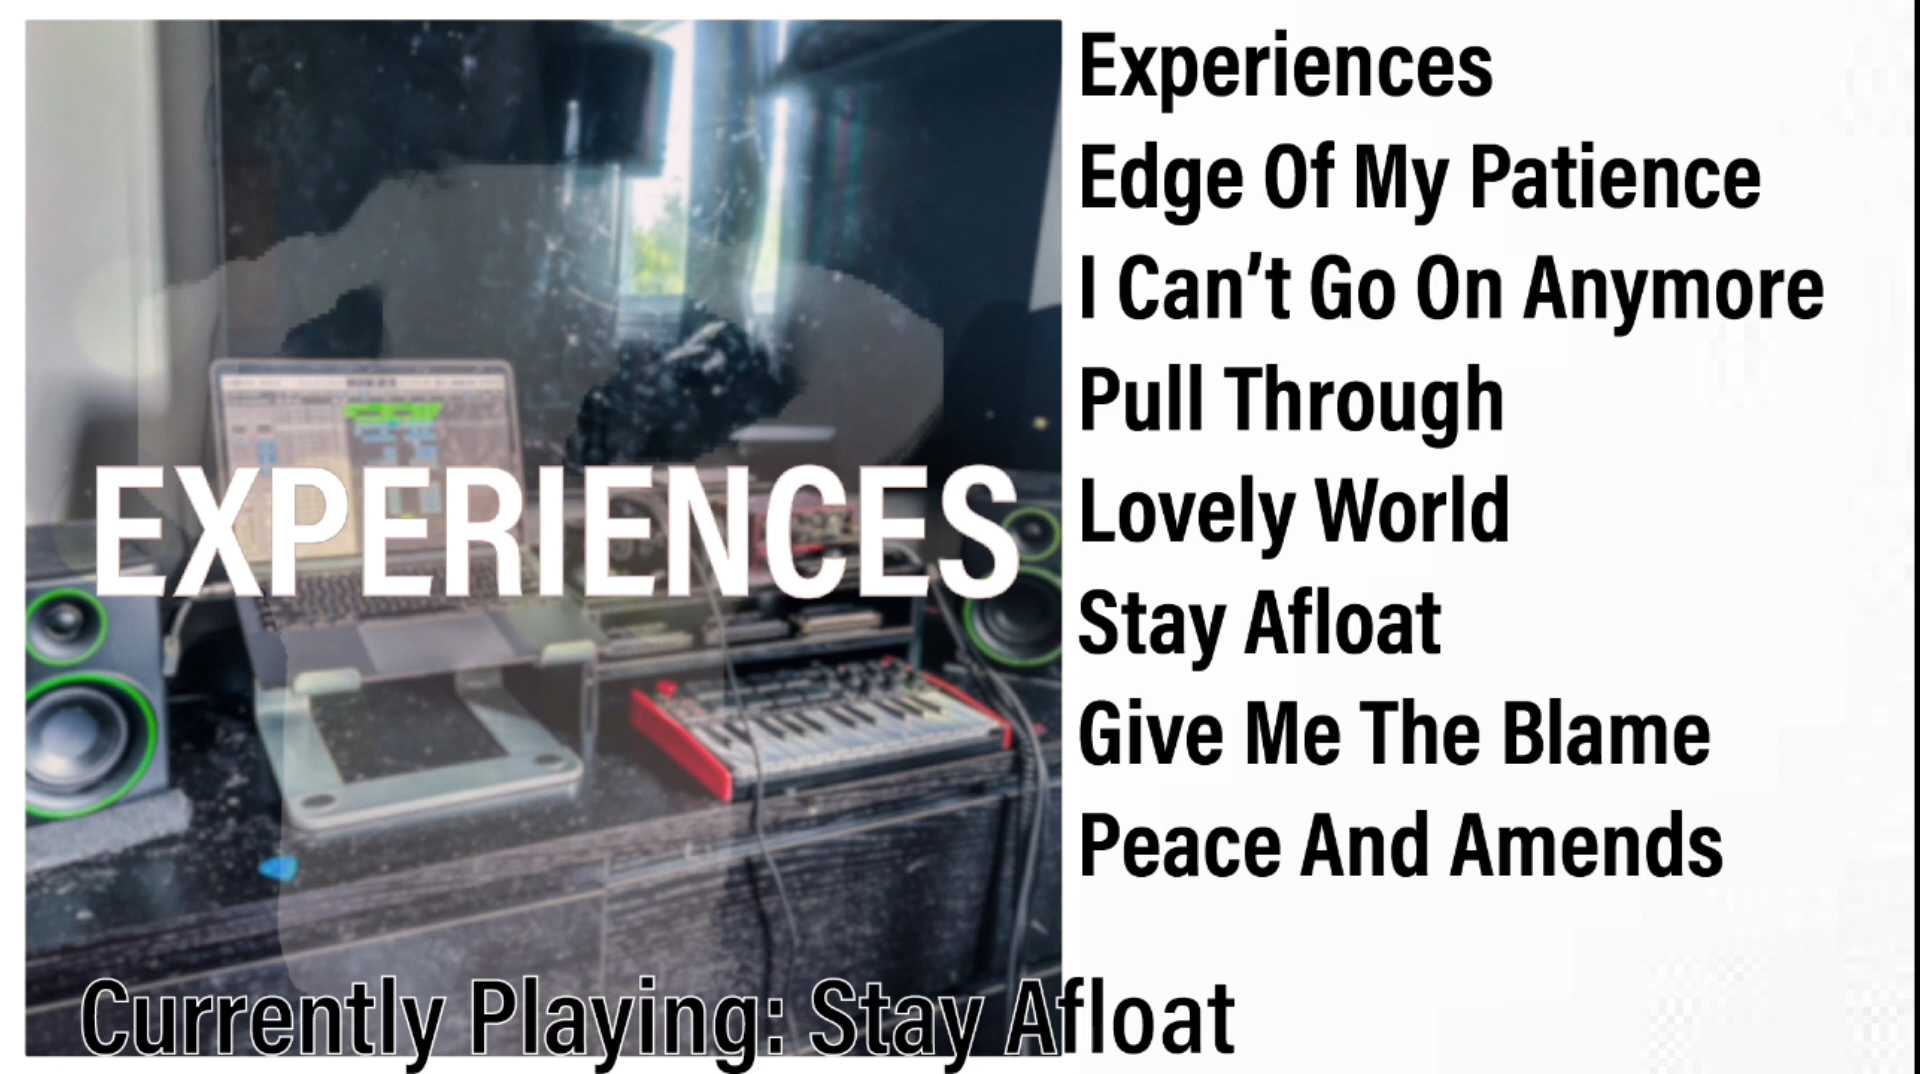 EXPERIENCES
Experiences
Edge Of My Patience
I Can’t Go On Anymore
Pull Through
Lovely World
Stay Afloat
Give Me The Blame
Peace And Amends
Currently Playing: Stay Afloat